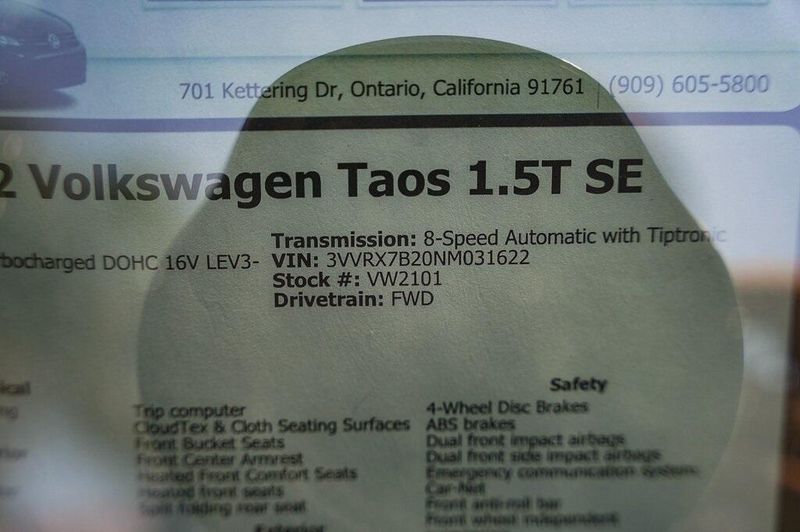 701 Kettering Dr, Ontario, California 91761 | (909) 605-5800
2 Volkswagen Taos 1.5T SE
Transmission: 8-Speed Automatic with Tiptronic
rbocharged DOHC 16V LEV3- VIN: 3VVRX7B20NM031622
Stock #: VW2101
Drivetrain: FWD
ical
Safety
Trip computer
CloudTex & Cloth Seating Surfaces
Front Bucket Seats
Front Center Armrest
Heated Front Comfort Seats
Heated front seats
Split folding rear seat
Exterior
4-Wheel Disc Brakes
ABS brakes
Dual front impact airbags
Dual front side impact airbags
Emergency communication system:
Car-Net
Front anti-roll bar
Front wheel independent